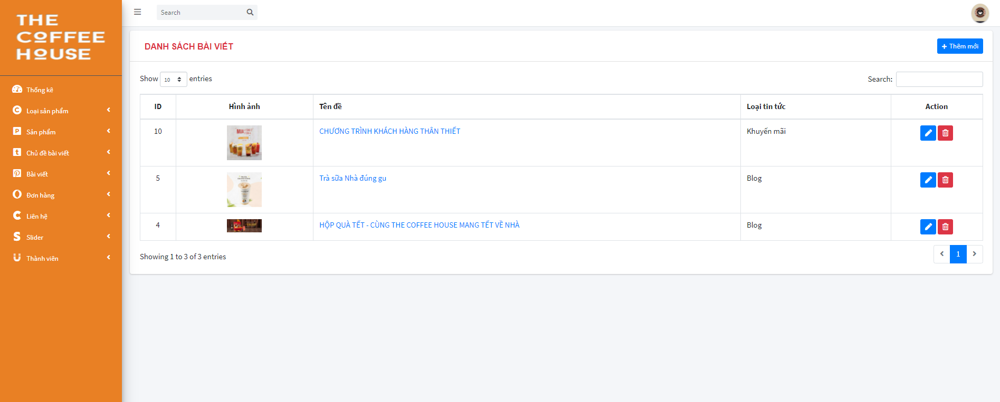 THE
COFFEE
HOUSE
Search
Thống kê
Loại sản phẩm
Sản phẩm
Chủ đề bài viết
Bài viết
Đơn hàng
Liên hệ
Slider
Thành viên
DANH SÁCH BÀI VIẾT
+ Thêm mới
Show 10 entries
Search:
ID Hình ảnh Tên đề Loại tin tức Action
10 CHƯƠNG TRÌNH KHÁCH HÀNG THÂN THIẾT Khuyến mãi
MUA
5 Trà sữa Nhà đúng gu Blog
4 HỘP QUÀ TẾT - CÙNG THE COFFEE HOUSE MANG TẾT VỀ NHÀ Blog
Showing 1 to 3 of 3 entries
1